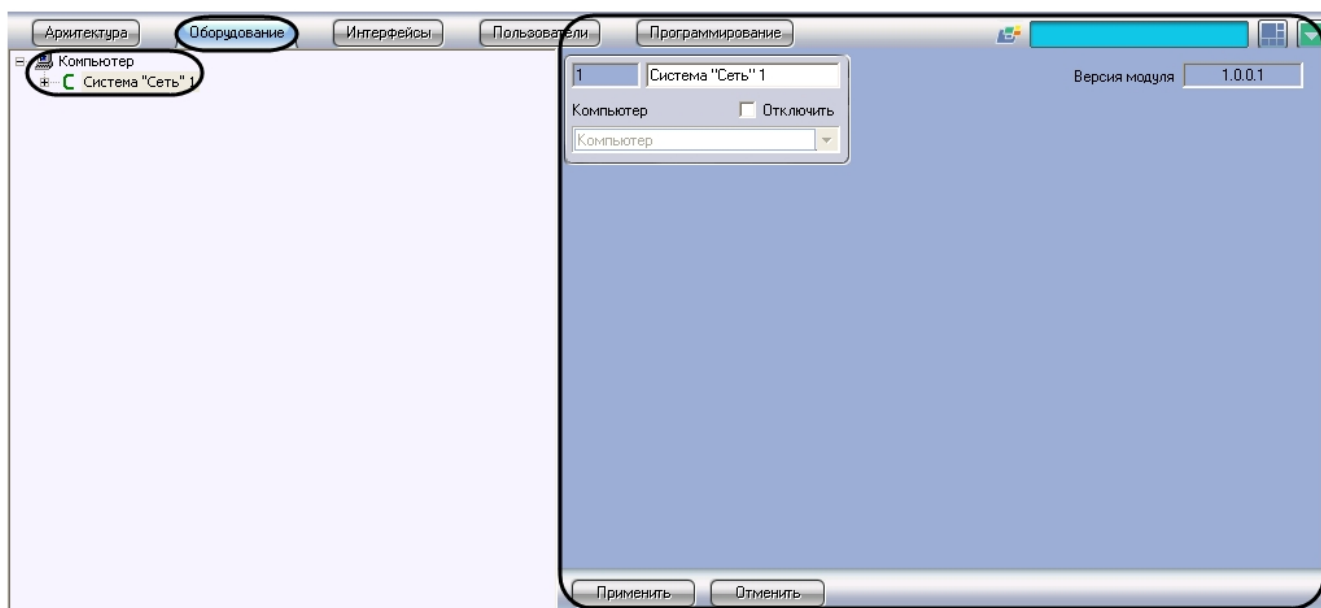 Архитектура Оборудование Интерфейсы Пользователи Программирование
Компьютер
Система "Сеть" 1
1 Система "Сеть" 1 Версия модуля 1.0.0.1
Компьютер Отключить
Компьютер
Применить Отменить